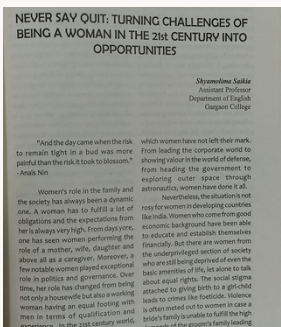 NEVER SAY QUIT: TURNING CHALLENGES OF
BEING A WOMAN IN THE 21st CENTURY INTO
OPPORTUNITIES
Shyamolima Saikia
Assistant Professor
Department of English
Gargaon College
"And the day came when the risk
to remain tight in a bud was more
painful than the risk it took to blossom."
- Anais Nin
Women's role in the family and
the society has always been a dynamic
one. A woman has to fulfill a lot of
obligations and the expectations from
her is always very high. From days yore,
one has seen women performing the
role of a mother, wife, daughter and
above all as a caregiver. Moreover, a
few notable women played exceptional
role in politics and governance. Over
time, her role has changed from being
not only a housewife but also a working
woman having an equal footing with
men in terms of qualification and
experience. In the 21st century world,
which women have not left their mark.
From leading the corporate world to
showing valour in the world of defense,
from heading the government to
exploring outer space through
astronautics, women have done it all.
Nevertheless, the situation is not
rosy for women in developing countries
like India. Women who come from good
economic background have been able
to educate and establish themselves
financially. But there are women from
the underprivileged section of society
who are still being deprived of even the
basic amenities of life, let alone to talk
about equal rights. The social stigma
attached to giving birth to a girl-child
leads to crimes like foeticide. Violence
is often meted out to women in case a
bride's family is unable to fulfill all the
needs of the groom's family leading